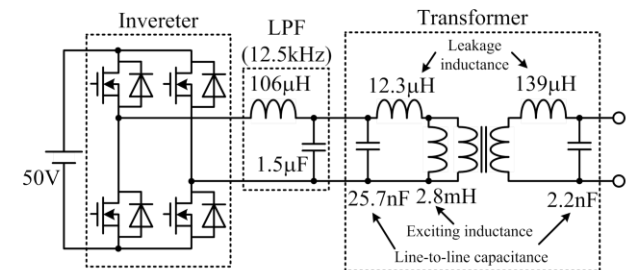 Invereter
LPF
(12.5kHz)
Transformer
Leakage
inductance
106μH
12.3μH
139μH
50V
1.5μF
25.7nF
2.8mH
2.2nF
Exciting inductance
Line-to-line capacitance